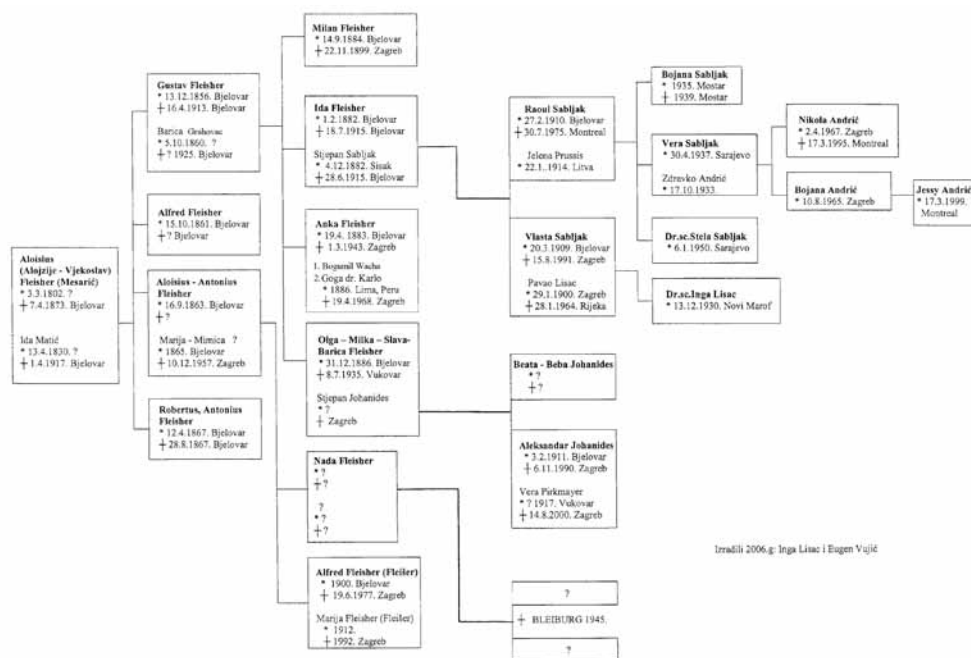 Aloisius
(Alojzije - Vjekoslav)
Fleisher (Mesarić)
* 3.3.1802. ?
┼ 7.4.1873. Bjelovar
Ida Matić
* 13.4.1830. ?
┼ 1.4.1917. Bjelovar
Gustav Fleisher
* 13.12.1856. Bjelovar
┼ 16.4.1913. Bjelovar
Barica Grahovac
* 5.10.1860. ?
┼ ? 1925. Bjelovar
Alfred Fleisher
* 15.10.1861. Bjelovar
┼ ? Bjelovar
Aloisius - Antonius
Fleisher
* 16.9.1863. Bjelovar
┼ ?
Marija - Mimica ?
* 1865. Bjelovar
┼ 10.12.1957. Zagreb
Robertus, Antonius
Fleisher
* 12.4.1867. Bjelovar
┼ 28.8.1867. Bjelovar
Milan Fleisher
* 14.9.1884. Bjelovar
┼ 22.11.1899. Zagreb
Ida Fleisher
* 1.2.1882. Bjelovar
┼ 18.7.1915. Bjelovar
Stjepan Sabljak
* 4.12.1882. Sisak
┼ 28.6.1915. Bjelovar
Anka Fleisher
* 19.4. 1883. Bjelovar
┼ 1.3.1943. Zagreb
1. Bogumil Wacha
2. Goga dr. Karlo
* 1886. Lima, Peru
┼ 19.4.1968. Zagreb
Olga – Milka – Slava-
Barica Fleisher
* 31.12.1886. Bjelovar
┼ 8.7.1935. Vukovar
Stjepan Johanides
* ?
┼ Zagreb
Nada Fleisher
* ?
┼ ?
?
* ?
┼ ?
Alfred Fleisher (Fleišer)
* 1900. Bjelovar
┼ 19.6.1977. Zagreb
Marija Fleisher (Fleišer)
* 1912.
┼ 1992. Zagreb
Raoul Sabljak
* 27.2.1910. Bjelovar
┼ 30.7.1975. Montreal
Jelena Prussis
* 22.1..1914. Litva
Vlasta Sabljak
* 20.3.1909. Bjelovar
┼ 15.8.1991. Zagreb
Pavao Lisac
* 29.1.1900. Zagreb
┼ 28.1.1964. Rijeka
Beata - Beba Johanides
* ?
┼ ?
Aleksandar Johanides
* 3.2.1911. Bjelovar
┼ 6.11.1990. Zagreb
Vera Pirkmayer
* ? 1917. Vukovar
┼ 14.8.2000. Zagreb
?
┼ BLEIBURG 1945.
?
Bojana Sabljak
* 1935. Mostar
┼ 1939. Mostar
Vera Sabljak
* 30.4.1937. Sarajevo
Zdravko Andrić
* 17.10.1933.
Dr.sc.Stela Sabljak
* 6.1.1950. Sarajevo
Dr.sc.Inga Lisac
* 13.12.1930. Novi Marof
Nikola Andrić
* 2.4.1967. Zagreb
┼ 17.3.1995. Montreal
Bojana Andrić
* 10.8.1965. Zagreb
Jessy Andrić
* 17.3.1999.
Montreal
Izradili 2006.g: Inga Lisac i Eugen Vujić